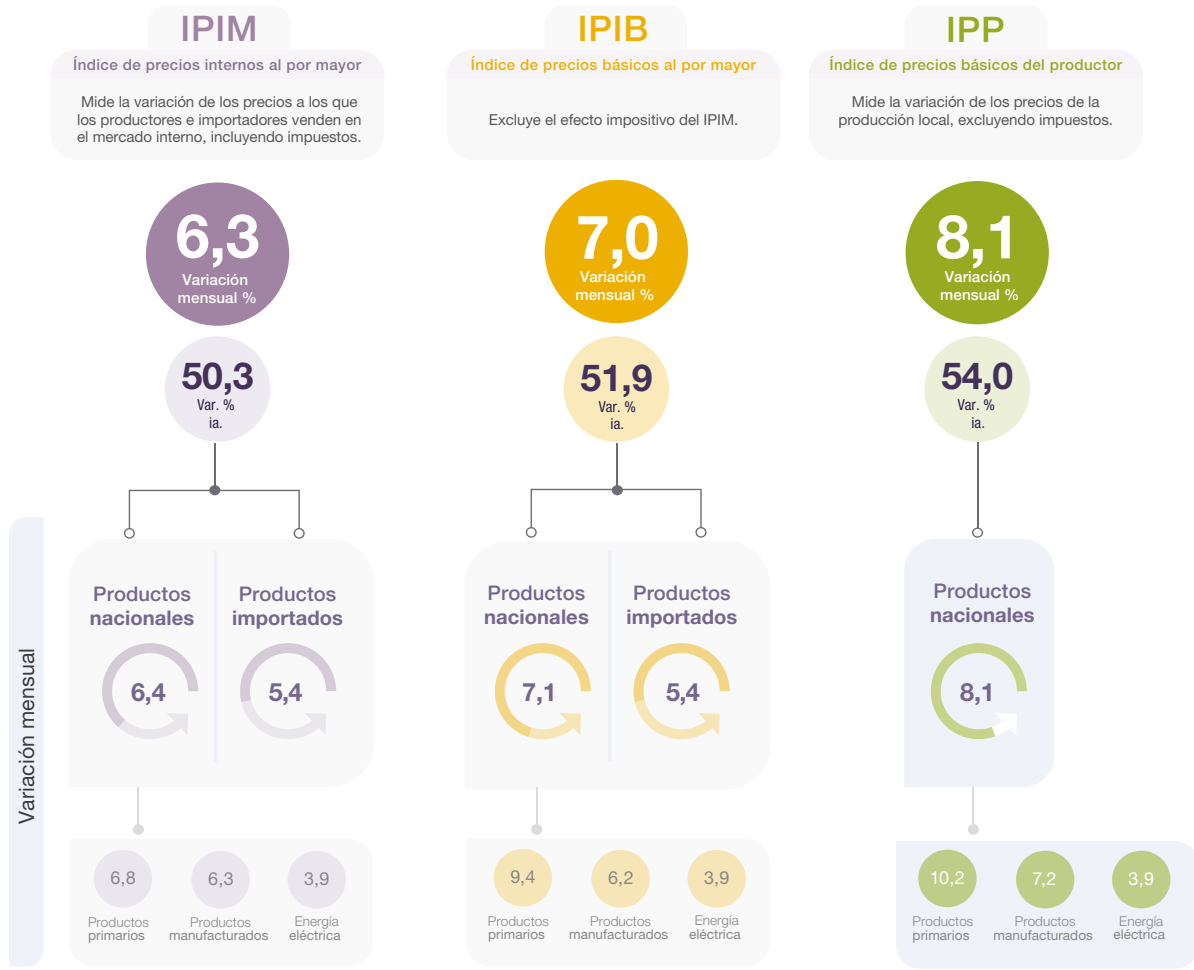 IPIM
Índice de precios internos al por mayor
Mide la variación de los precios a los que
los productores e importadores venden en
el mercado interno, incluyendo impuestos.
6,3
Variación
mensual %
50,3
Var. %
ia.
IPIB
Índice de precios básicos al por mayor
Excluye el efecto impositivo del IPIM.
7,0
Variación
mensual %
51,9
Var. %
ia.
IPP
Índice de precios básicos del productor
Mide la variación de los precios de la
producción local, excluyendo impuestos.
8,1
Variación
mensual %
54,0
Var. %
ia.
Variación mensual
Productos
nacionales
6,4
Productos
importados
5,4
6,8
Productos
primarios
6,3
Productos
manufacturados
3,9
Energía
eléctrica
Productos
nacionales
7,1
Productos
importados
5,4
9,4
Productos
primarios
6,2
Productos
manufacturados
3,9
Energía
eléctrica
Productos
nacionales
8,1
10,2
Productos
primarios
7,2
Productos
manufacturados
3,9
Energía
eléctrica